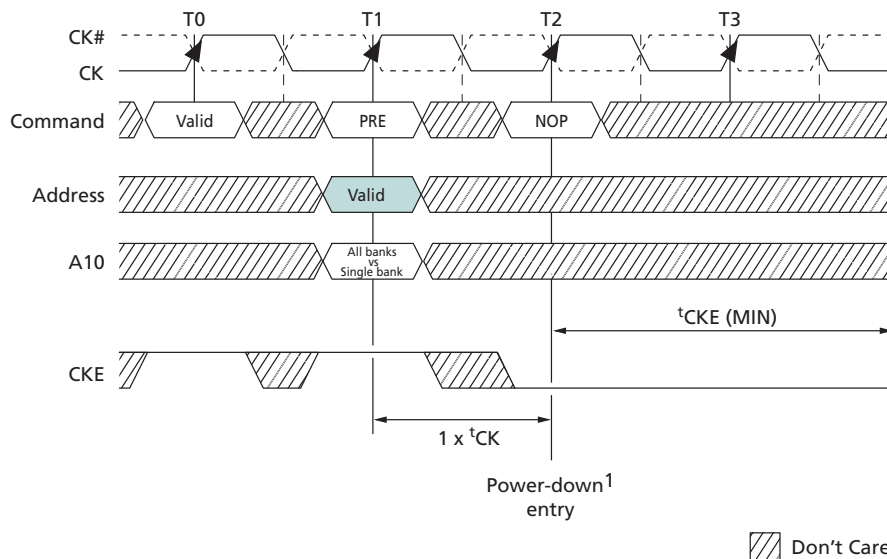 T0 T1 T2 T3
CK#
CK
Command Valid PRE NOP
Address Valid
A10 All banks vs Single bank
tCKE (MIN)
CKE
1 x tCK
Power-down1
entry
Don't Care